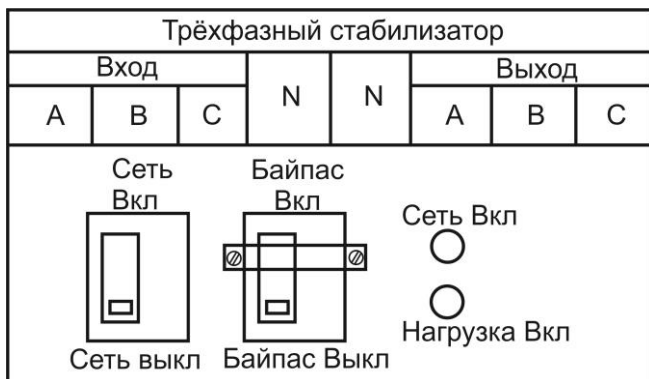 Трёхфазный стабилизатор
Вход
Выход
A B C N N A B C
Сеть Вкл
Байпас Вкл
Сеть Вкл
Нагрузка Вкл
Сеть выкл
Байпас Выкл